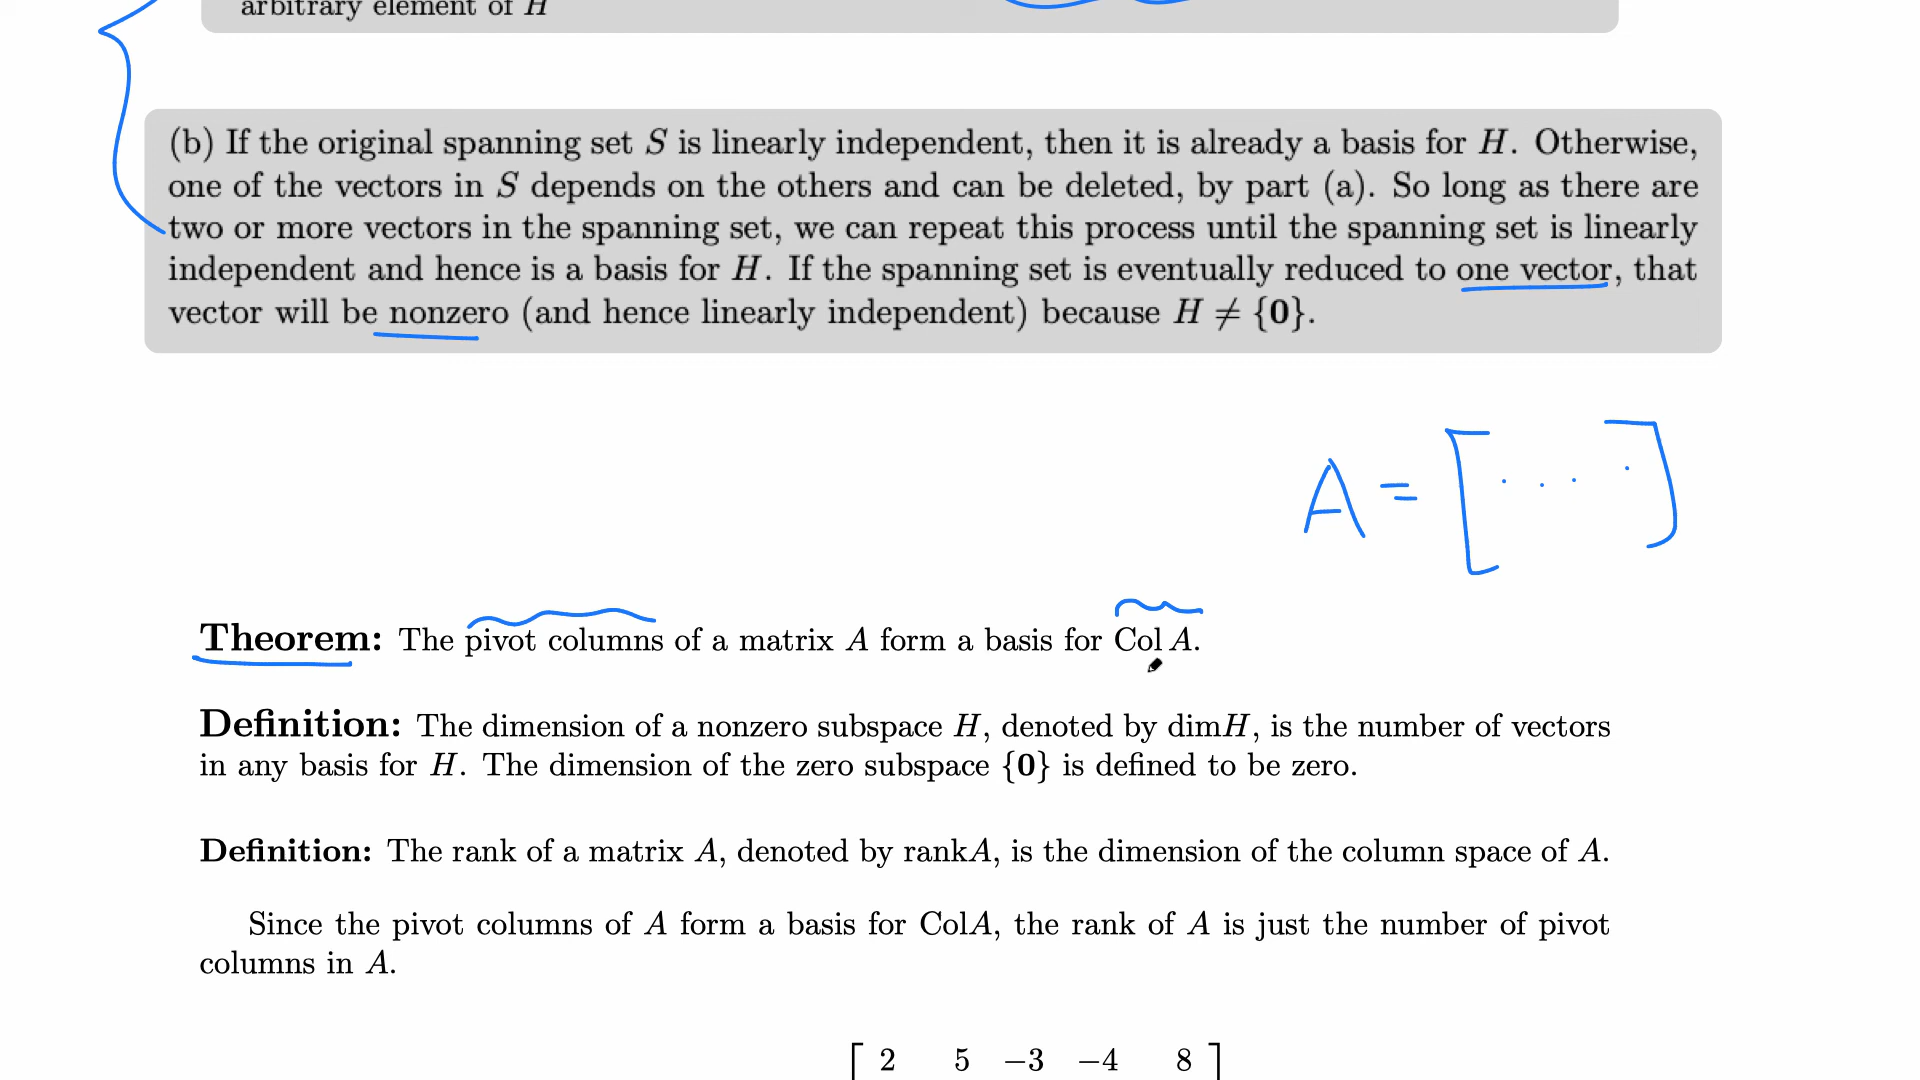 arbitrary element of H
(b) If the original spanning set S is linearly independent, then it is already a basis for H. Otherwise,
one of the vectors in S depends on the others and can be deleted, by part (a). So long as there are
two or more vectors in the spanning set, we can repeat this process until the spanning set is linearly
independent and hence is a basis for H. If the spanning set is eventually reduced to one vector, that
vector will be nonzero (and hence linearly independent) because H ≠ {0}.
A = [ . . . . ]
Theorem: The pivot columns of a matrix A form a basis for Col A.
Definition: The dimension of a nonzero subspace H, denoted by dimH, is the number of vectors
in any basis for H. The dimension of the zero subspace {0} is defined to be zero.
Definition: The rank of a matrix A, denoted by rankA, is the dimension of the column space of A.
Since the pivot columns of A form a basis for ColA, the rank of A is just the number of pivot
columns in A.
[ 2 5 −3 −4 8 ]